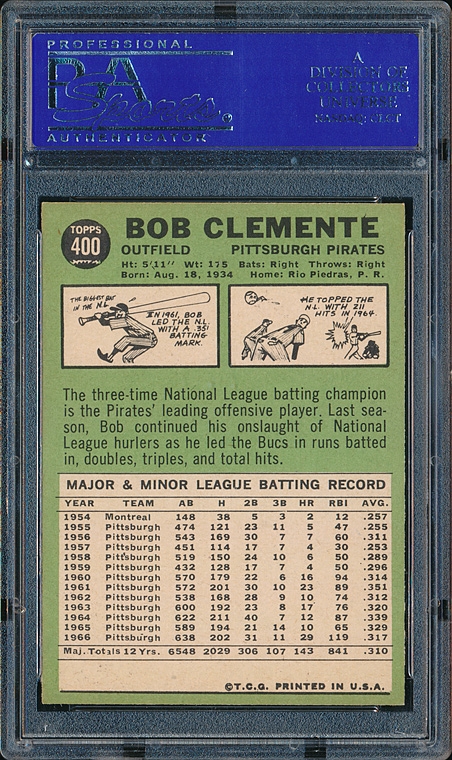 PROFESSIONAL
PSA
Sports
AUTHENTICATOR
A
DIVISION OF
COLLECTORS
UNIVERSE
NASDAQ: CLCT
TOPPS
400
BOB CLEMENTE
OUTFIELD PITTSBURGH PIRATES
Ht: 5'11" Wt: 175 Bats: Right Throws: Right
Born: Aug. 18, 1934 Home: Rio Piedras, P. R.
THE BIGGEST BAT
IN THE N.L.
IN 1961, BOB
LED THE N.L.
WITH A .351
BATTING
MARK.
HE TOPPED THE
N.L. WITH 211
HITS IN 1964.
The three-time National League batting champion
is the Pirates' leading offensive player. Last sea-
son, Bob continued his onslaught of National
League hurlers as he led the Bucs in runs batted
in, doubles, triples, and total hits.
MAJOR & MINOR LEAGUE BATTING RECORD
YEAR TEAM AB H 2B 3B HR RBI AVG.
1954 Montreal 148 38 5 3 2 12 .257
1955 Pittsburgh 474 121 23 11 5 47 .255
1956 Pittsburgh 543 169 30 7 7 60 .311
1957 Pittsburgh 451 114 17 7 4 30 .253
1958 Pittsburgh 519 150 24 10 6 50 .289
1959 Pittsburgh 432 128 17 7 4 50 .296
1960 Pittsburgh 570 179 22 6 16 94 .314
1961 Pittsburgh 572 201 30 10 23 89 .351
1962 Pittsburgh 538 168 28 9 10 74 .312
1963 Pittsburgh 600 192 23 8 17 76 .320
1964 Pittsburgh 622 211 40 7 12 87 .339
1965 Pittsburgh 589 194 21 14 10 65 .329
1966 Pittsburgh 638 202 31 11 29 119 .317
Maj. Totals 12 Yrs. 6548 2029 306 107 143 841 .310
©T.C.G. PRINTED IN U.S.A.